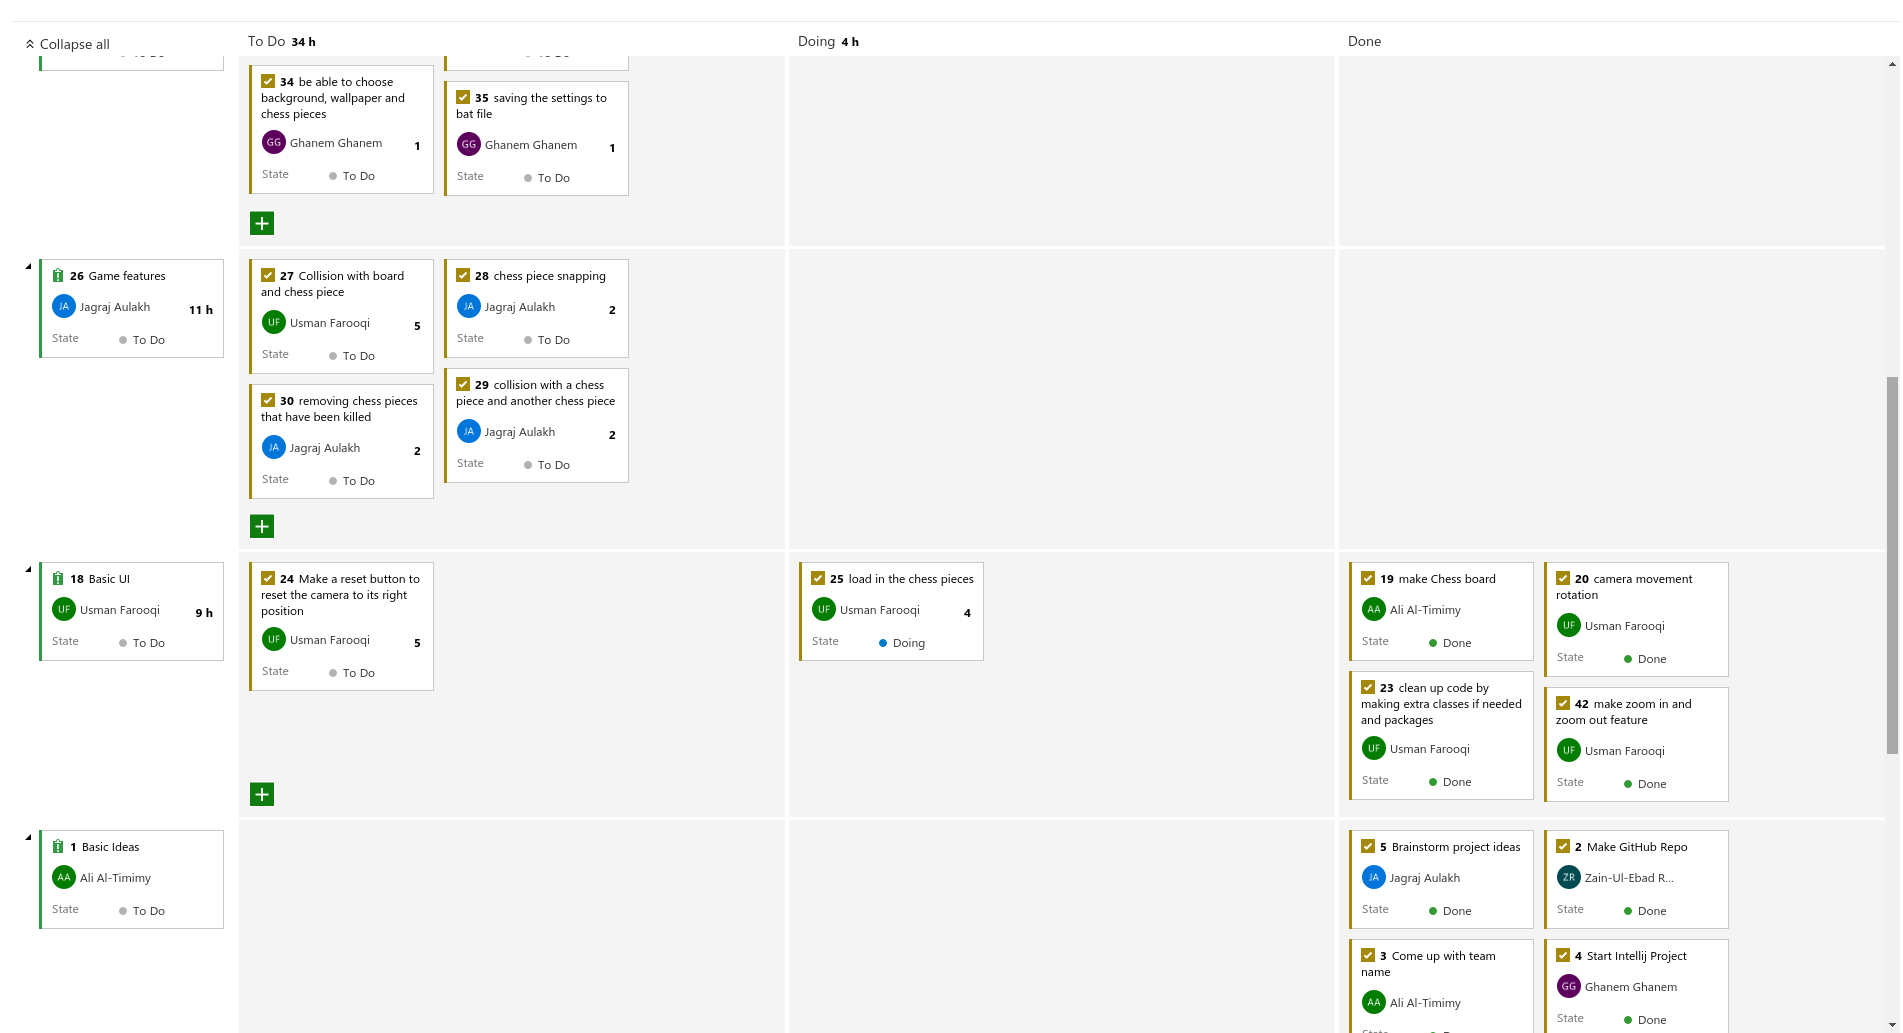 Collapse all
To Do 34 h
Doing 4 h
Done
To Do
To Do
34 be able to choose
background, wallpaper and
chess pieces
GG Ghanem Ghanem 1
State To Do
35 saving the settings to
bat file
GG Ghanem Ghanem 1
State To Do
26 Game features
JA Jagraj Aulakh 11 h
State To Do
27 Collision with board
and chess piece
UF Usman Farooqi 5
State To Do
28 chess piece snapping
JA Jagraj Aulakh 2
State To Do
30 removing chess pieces
that have been killed
JA Jagraj Aulakh 2
State To Do
29 collision with a chess
piece and another chess piece
JA Jagraj Aulakh 2
State To Do
18 Basic UI
UF Usman Farooqi 9 h
State To Do
24 Make a reset button to
reset the camera to its right
position
UF Usman Farooqi 5
State To Do
25 load in the chess pieces
UF Usman Farooqi 4
State Doing
19 make Chess board
AA Ali Al-Timimy
State Done
20 camera movement
rotation
UF Usman Farooqi
State Done
23 clean up code by
making extra classes if needed
and packages
UF Usman Farooqi
State Done
42 make zoom in and
zoom out feature
UF Usman Farooqi
State Done
1 Basic Ideas
AA Ali Al-Timimy
State To Do
5 Brainstorm project ideas
JA Jagraj Aulakh
State Done
2 Make GitHub Repo
ZR Zain-Ul-Ebad R...
State Done
3 Come up with team
name
AA Ali Al-Timimy
4 Start Intellij Project
GG Ghanem Ghanem
State Done